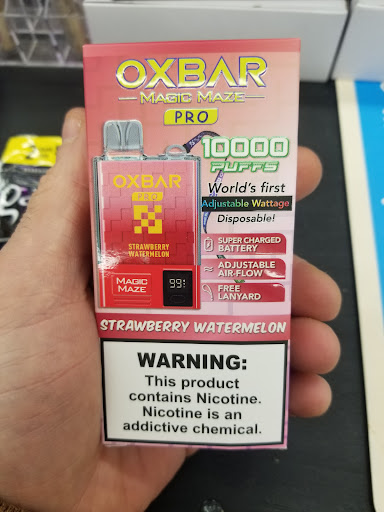 OXBAR
MAGIC MAZE
PRO
10000
PUFFS
World's first
Adjustable Wattage
Disposable!
OXBAR
PRO
STRAWBERRY
WATERMELON
MAGIC
MAZE
99
SUPER CHARGED
BATTERY
ADJUSTABLE
AIR-FLOW
FREE
LANYARD
STRAWBERRY WATERMELON
WARNING:
This product
contains Nicotine.
Nicotine is an
addictive chemical.